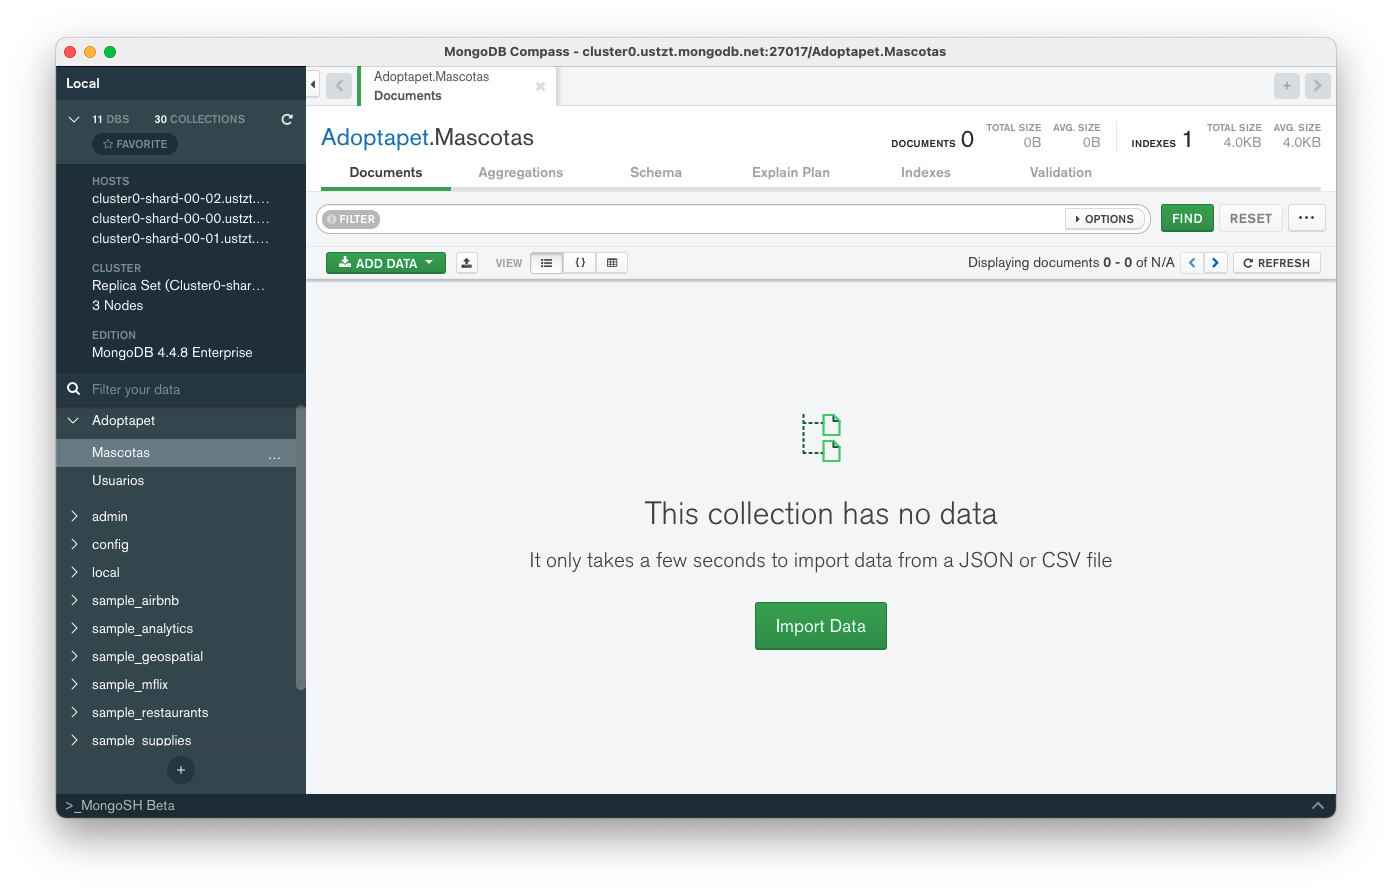 MongoDB Compass - cluster0.ustzt.mongodb.net:27017/Adoptapet.Mascotas
Local
11 DBS 30 COLLECTIONS
FAVORITE
HOSTS
cluster0-shard-00-02.ustzt....
cluster0-shard-00-00.ustzt....
cluster0-shard-00-01.ustzt....
CLUSTER
Replica Set (Cluster0-shar...
3 Nodes
EDITION
MongoDB 4.4.8 Enterprise
Filter your data
Adoptapet
Mascotas ...
Usuarios
admin
config
local
sample_airbnb
sample_analytics
sample_geospatial
sample_mflix
sample_restaurants
sample_supplies
+
>_MongoSH Beta
Adoptapet.Mascotas
Documents
+
Adoptapet.Mascotas
DOCUMENTS 0 TOTAL SIZE 0B AVG. SIZE 0B INDEXES 1 TOTAL SIZE 4.0KB AVG. SIZE 4.0KB
Documents Aggregations Schema Explain Plan Indexes Validation
FILTER OPTIONS FIND RESET ...
ADD DATA VIEW {} Displaying documents 0 - 0 of N/A REFRESH
This collection has no data
It only takes a few seconds to import data from a JSON or CSV file
Import Data